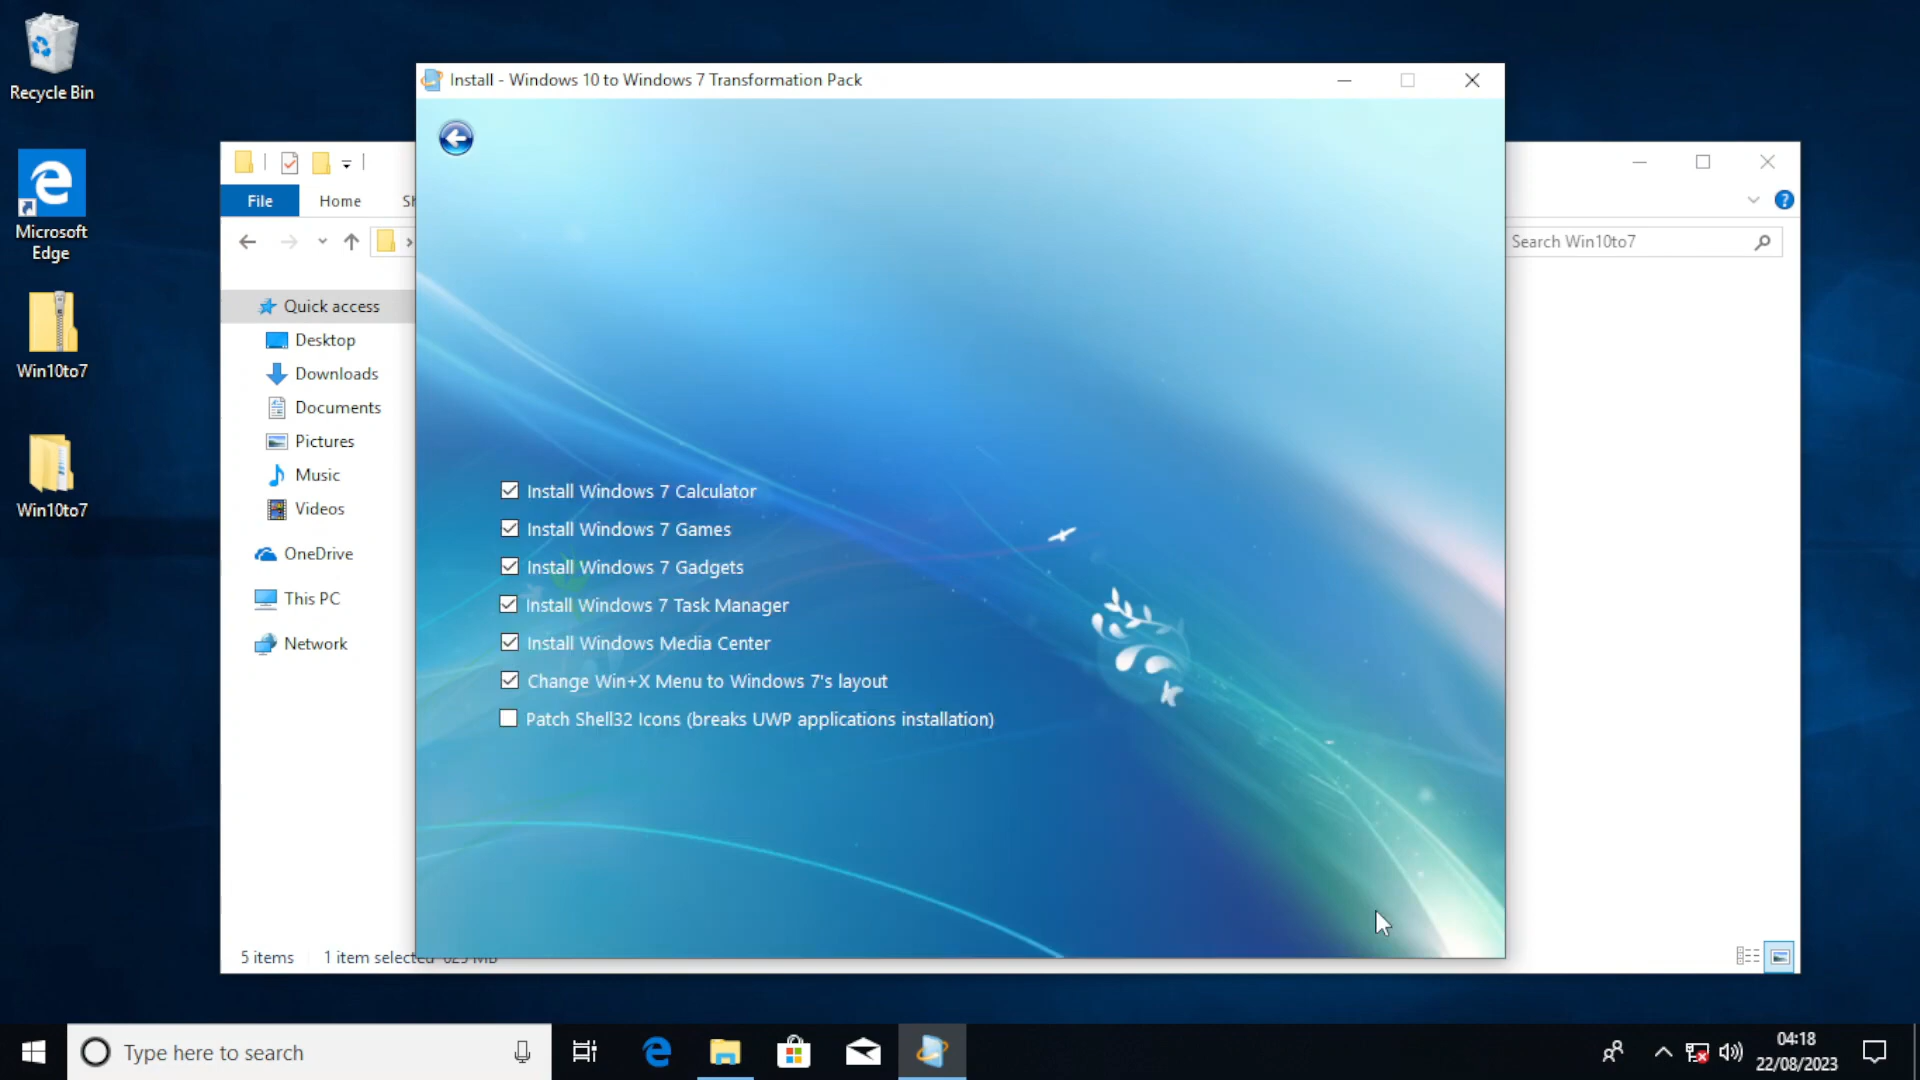 Recycle Bin
Microsoft
Edge
Win10to7
Win10to7
Install - Windows 10 to Windows 7 Transformation Pack
File
Home
Sh
Search Win10to7
Quick access
Desktop
Downloads
Documents
Pictures
Music
Videos
OneDrive
This PC
Network
Install Windows 7 Calculator
Install Windows 7 Games
Install Windows 7 Gadgets
Install Windows 7 Task Manager
Install Windows Media Center
Change Win+X Menu to Windows 7's layout
Patch Shell32 Icons (breaks UWP applications installation)
5 items
1 item selected 625 MB
Type here to search
04:18
22/08/2023